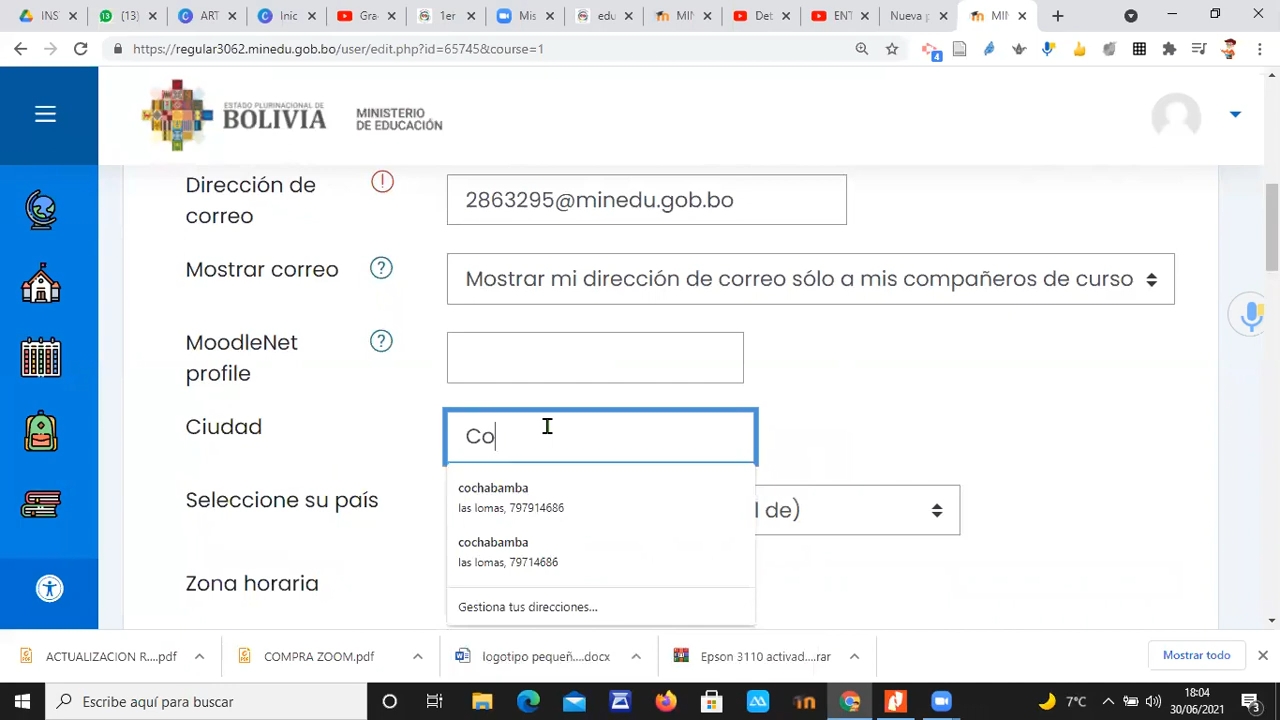 INS
(13)
ART
Inic
Gra
1er
Mis
edu
MIN
Det
ENT
Nueva p
MIN
https://regular3062.minedu.gob.bo/user/edit.php?id=65745&course=1
4
ESTADO PLURINACIONAL DE
BOLIVIA
MINISTERIO
DE EDUCACIÓN
Dirección de
correo
2863295@minedu.gob.bo
Mostrar correo
Mostrar mi dirección de correo sólo a mis compañeros de curso
MoodleNet
profile
Ciudad
Co
cochabamba
las lomas, 797914686
cochabamba
las lomas, 79714686
Gestiona tus direcciones...
Seleccione su país
l de)
Zona horaria
ACTUALIZACION R....pdf
COMPRA ZOOM.pdf
logotipo pequeñ....docx
Epson 3110 activad....rar
Mostrar todo
Escribe aquí para buscar
7°C
18:04
30/06/2021
3